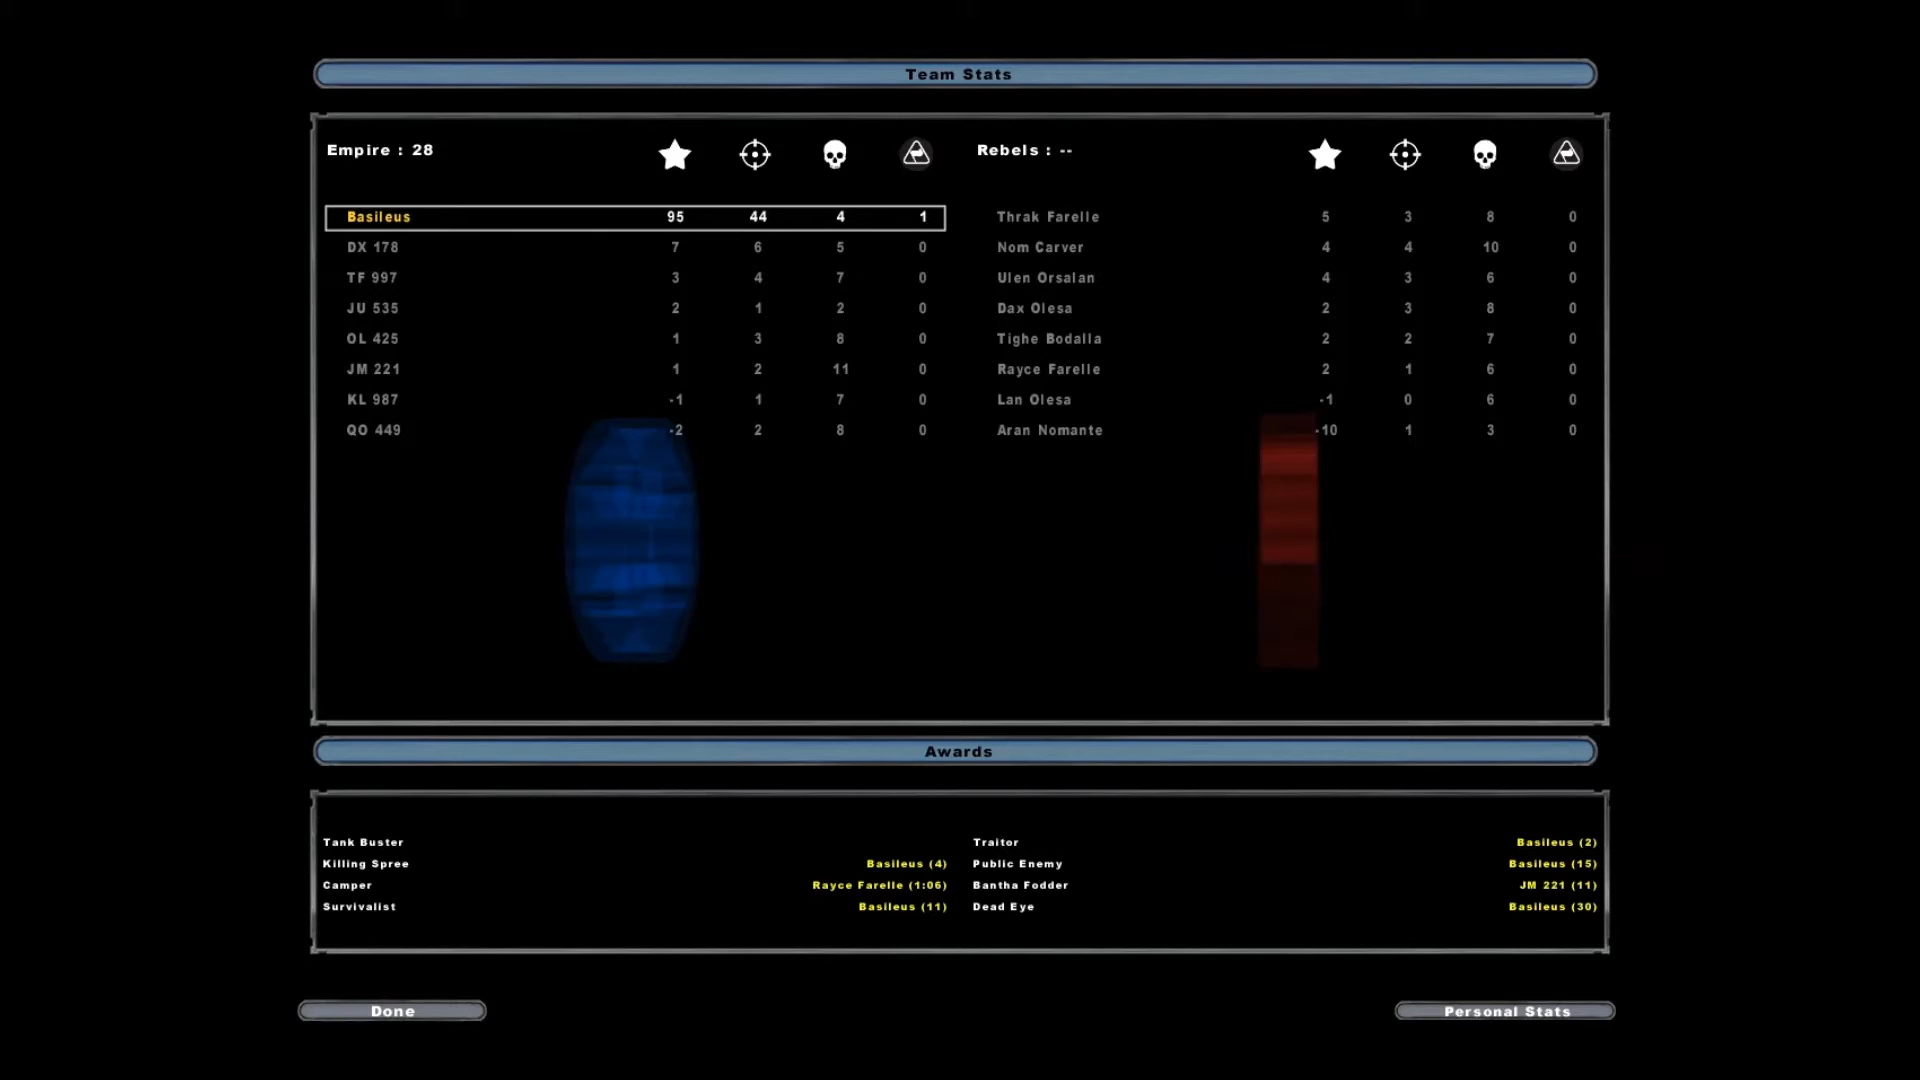 Team Stats
Empire : 28
Rebels : --
Basileus 95 44 4 1
DX 178 7 6 5 0
TF 997 3 4 7 0
JU 535 2 1 2 0
OL 425 1 3 8 0
JM 221 1 2 11 0
KL 987 -1 1 7 0
QO 449 -2 2 8 0
Thrak Farelle 5 3 8 0
Nom Carver 4 4 10 0
Ulen Orsalan 4 3 6 0
Dax Olesa 2 3 8 0
Tighe Bodalla 2 2 7 0
Rayce Farelle 2 1 6 0
Lan Olesa -1 0 6 0
Aran Nomante -10 1 3 0
Awards
Tank Buster
Killing Spree Basileus (4)
Camper Rayce Farelle (1:06)
Survivalist Basileus (11)
Traitor Basileus (2)
Public Enemy Basileus (15)
Bantha Fodder JM 221 (11)
Dead Eye Basileus (30)
Done
Personal Stats